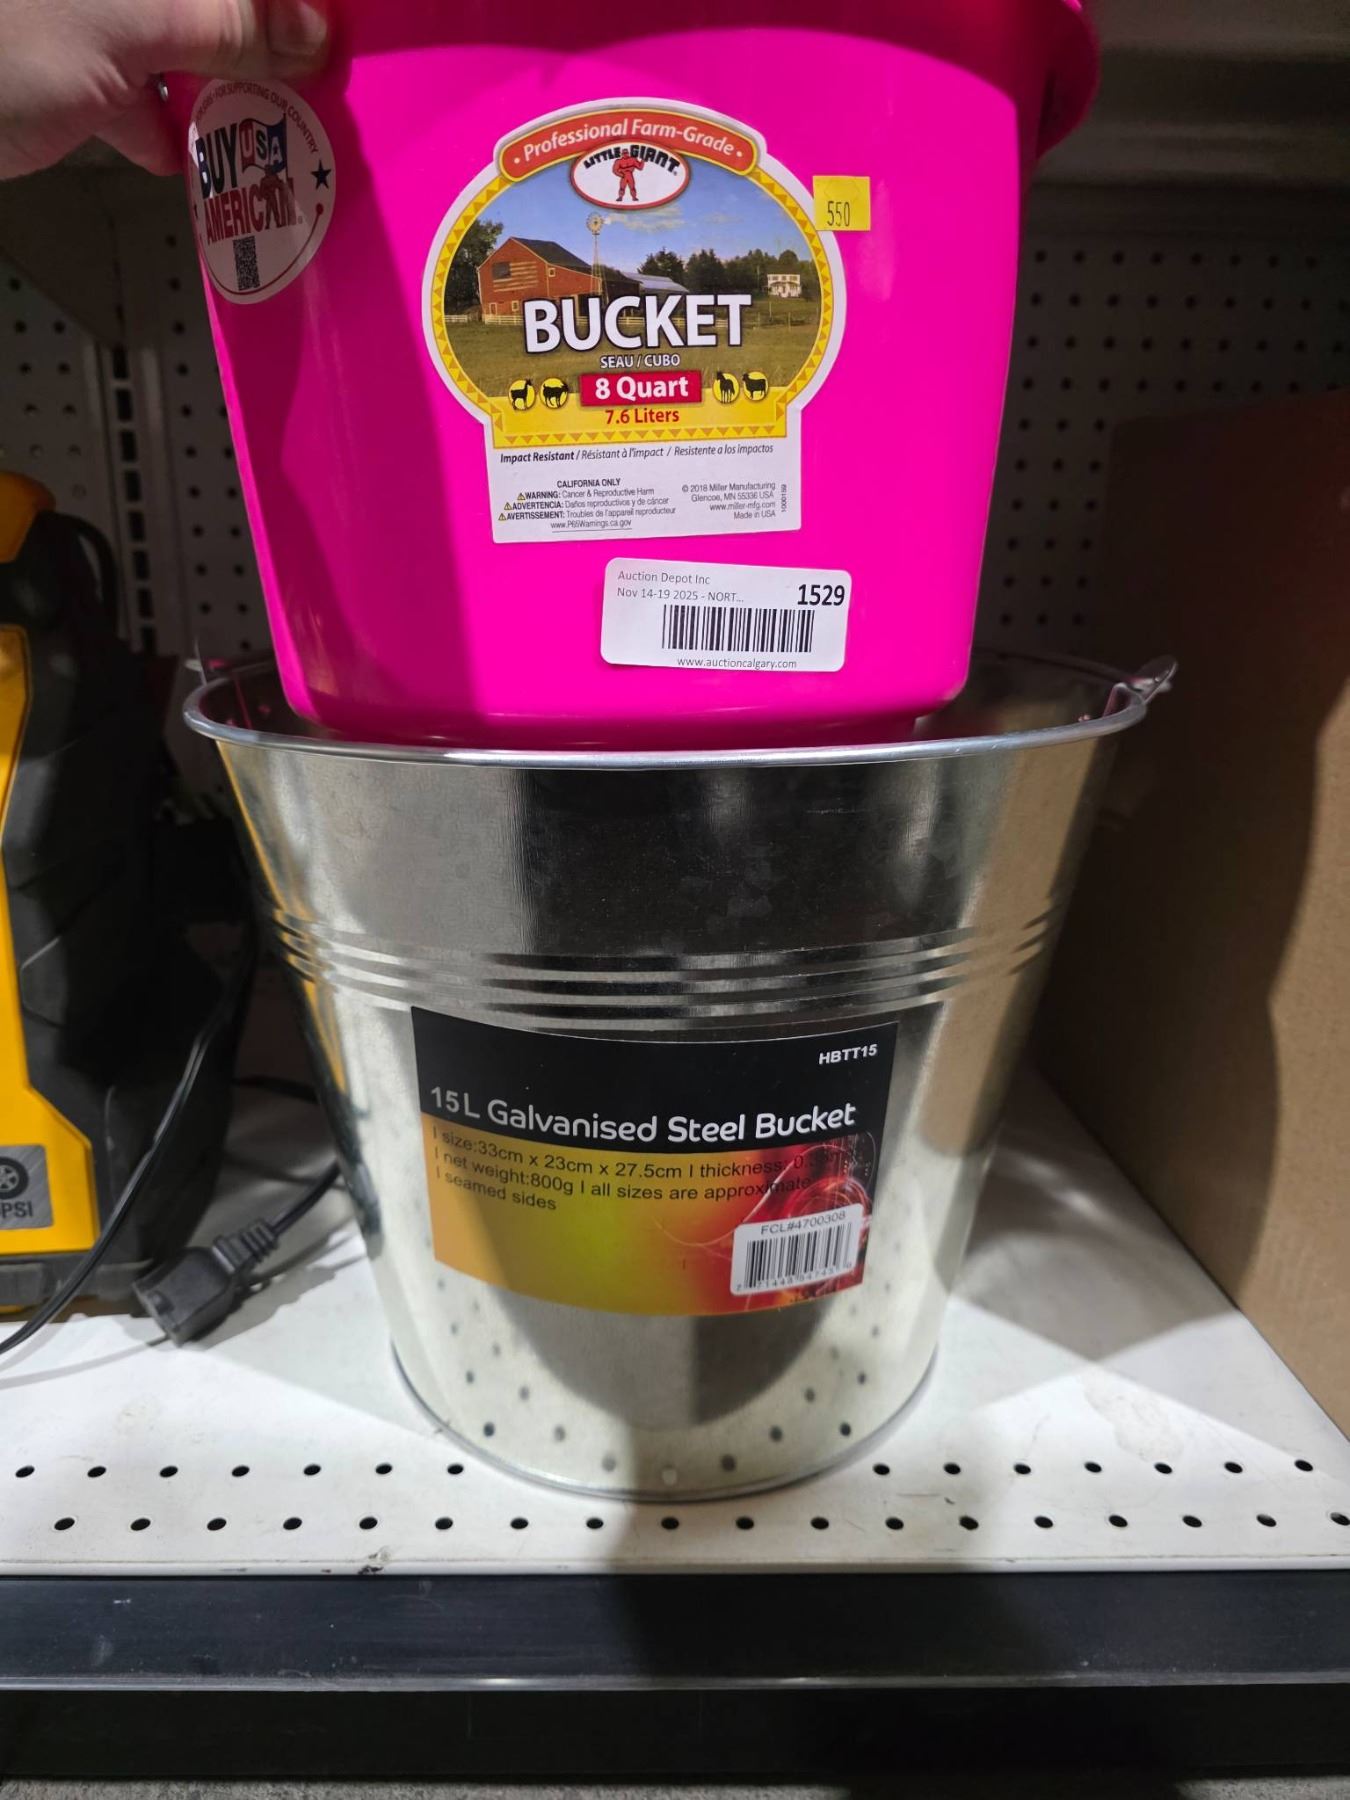 FOR SUPPORTING OUR COUNTRY
BUY USA
AMERICAN
Professional Farm-Grade
LITTLE GIANT
550
BUCKET
SEAU / CUBO
8 Quart
7.6 Liters
Impact Resistant / Résistant à l'impact / Resistente a los impactos
CALIFORNIA ONLY
WARNING: Cancer & Reproductive Harm
ADVERTENCIA: Daños reproductivos y de cáncer
AVERTISSEMENT: Troubles de l'appareil reproducteur
www.P65Warnings.ca.gov
© 2018 Miller Manufacturing
Glencoe, MN 55336 USA
www.miller-mfg.com
Made in USA
Auction Depot Inc
Nov 14-19 2025 - NORT...
1529
www.auctioncalgary.com
HBTT15
15L Galvanised Steel Bucket
| size:33cm x 23cm x 27.5cm | thickness:
| net weight:800g | all sizes are approximate
| seamed sides
FCL#4700308
PSI